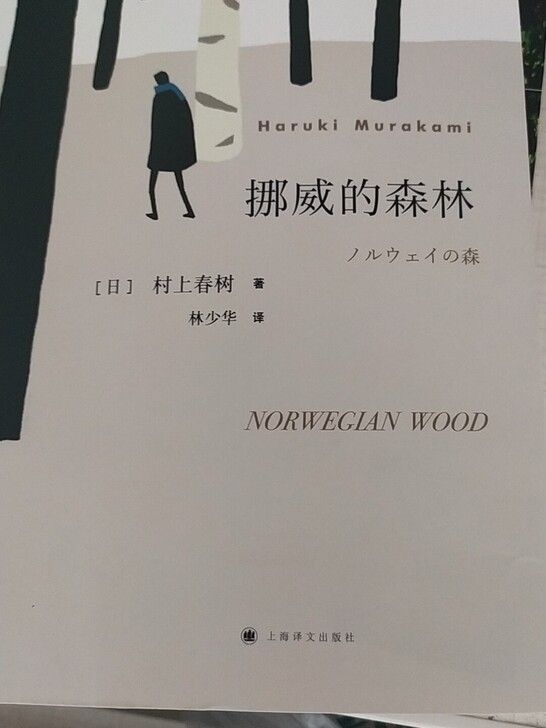 Haruki Murakami
挪威的森林
ノルウェイの森
[日] 村上春树 著
林少华 译
NORWEGIAN WOOD
上海译文出版社